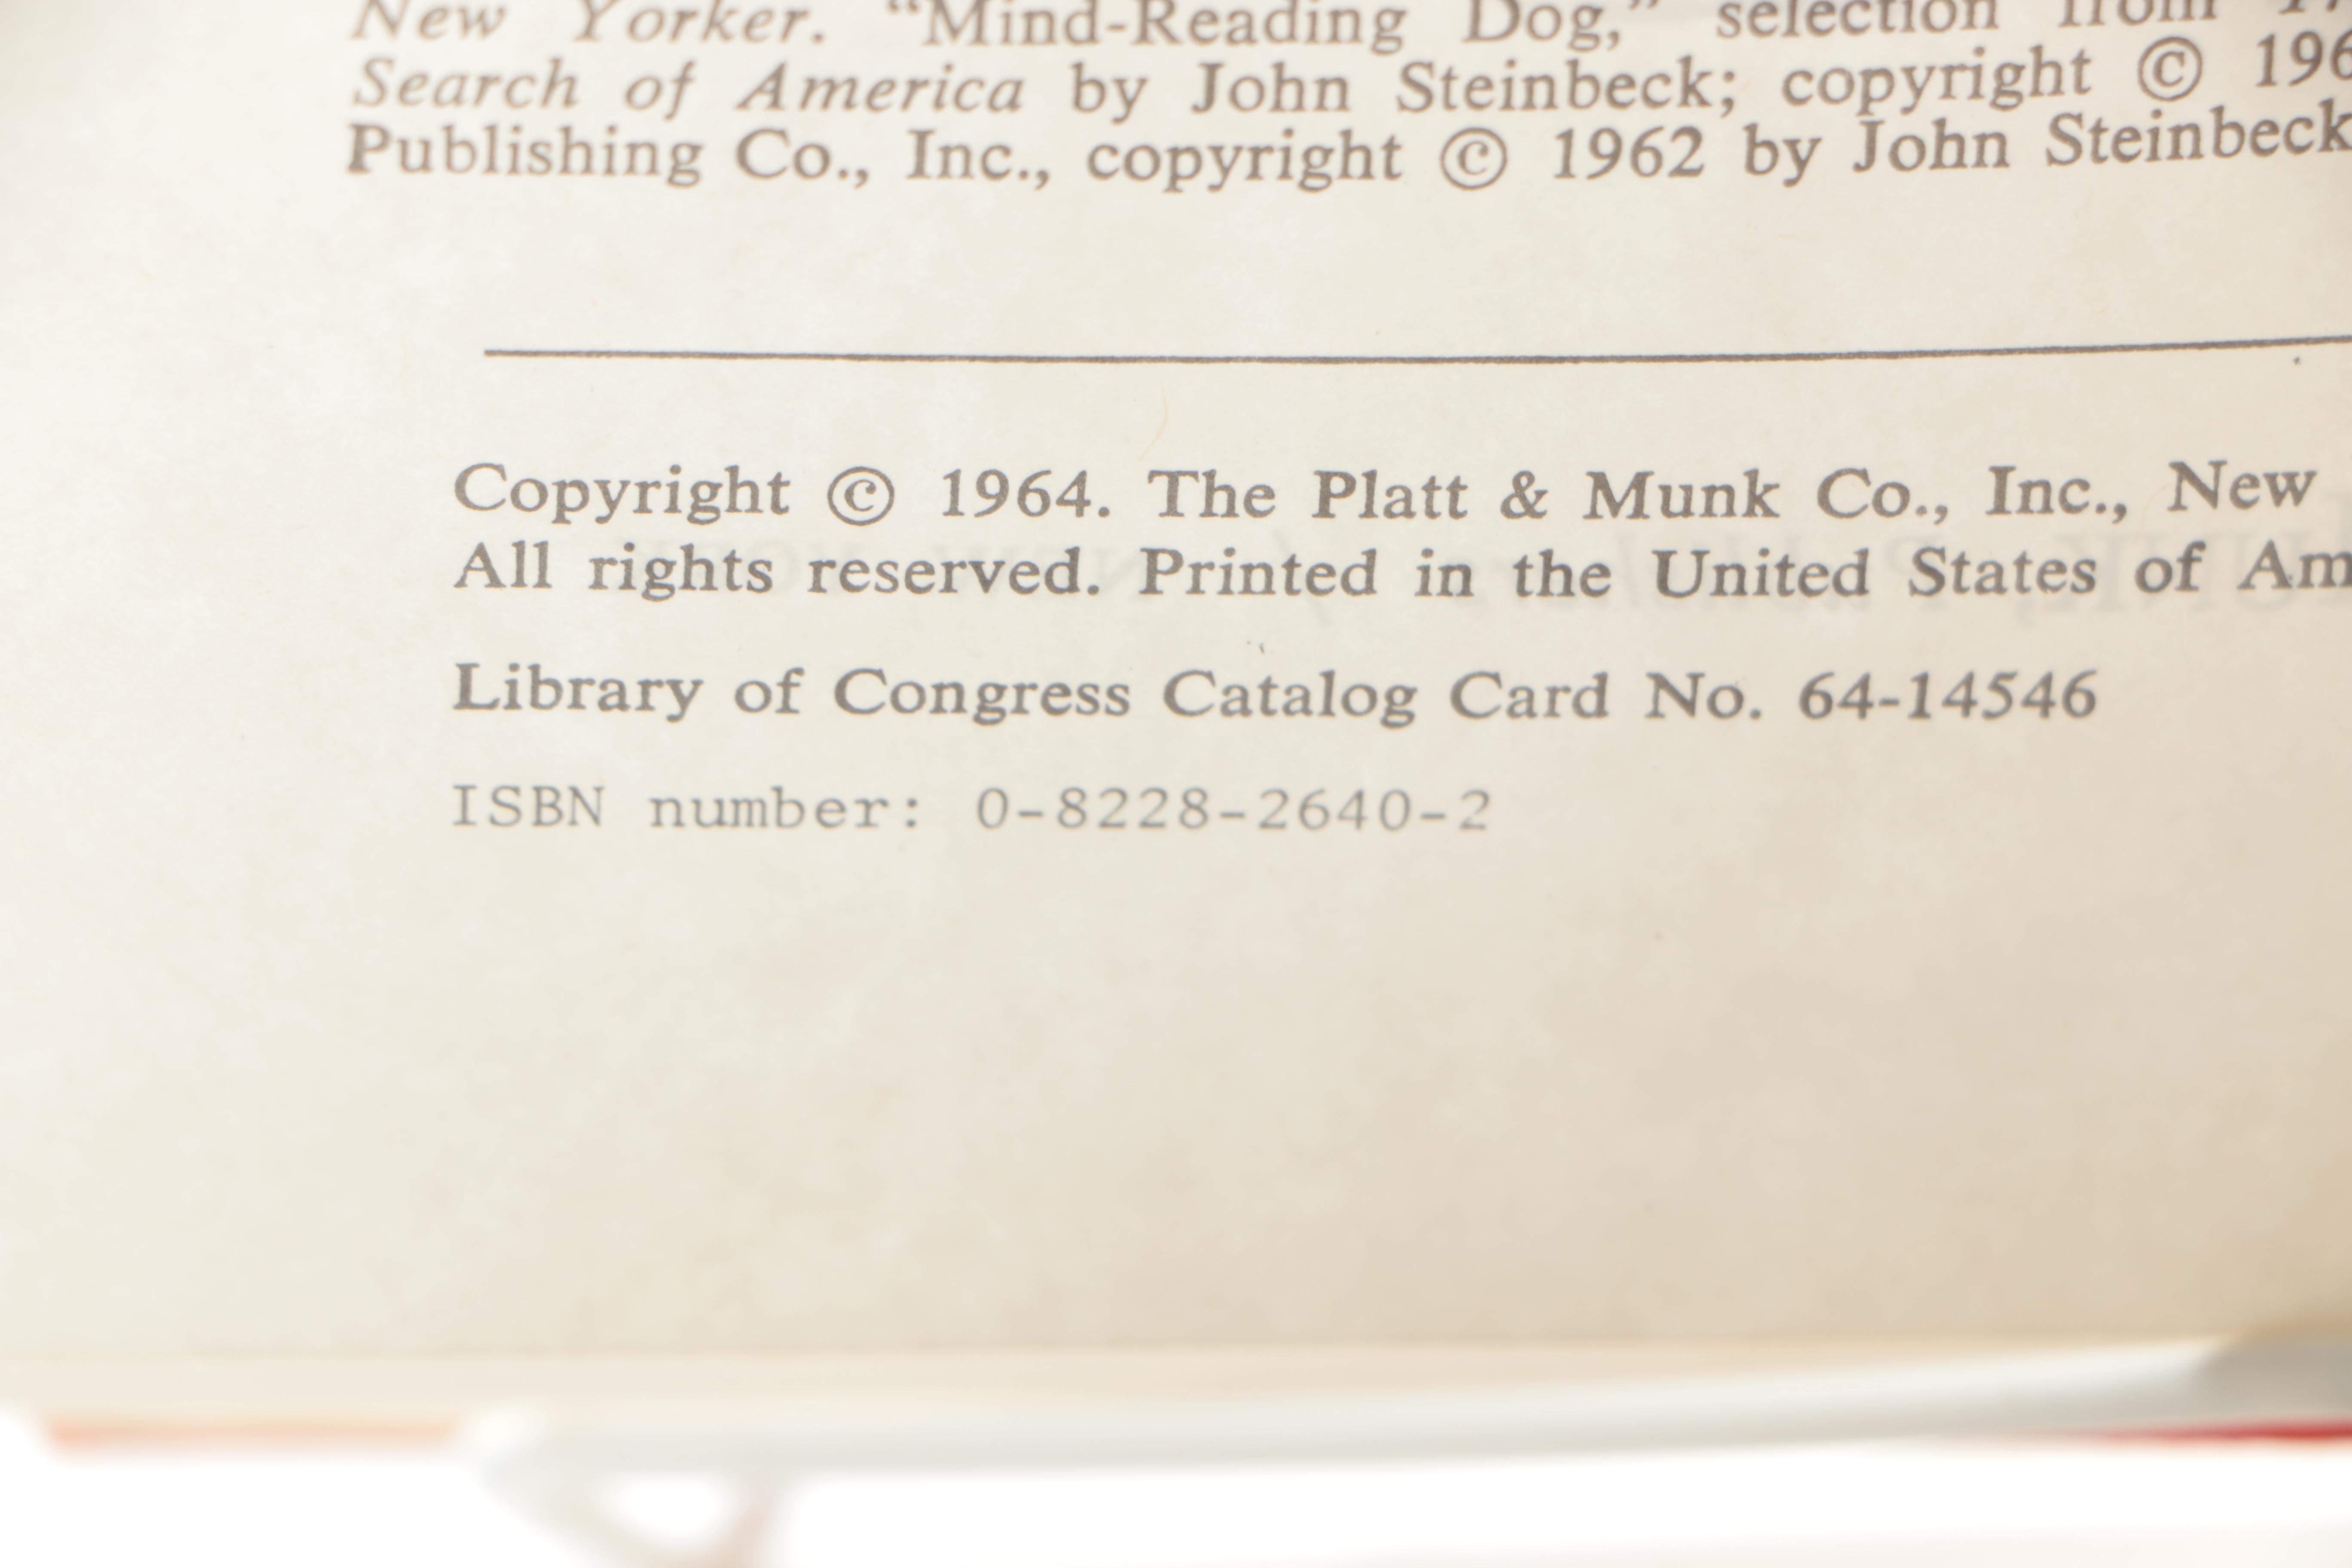 New Yorker. “Mind-Reading Dog,” selection from
Search of America by John Steinbeck; copyright © 196
Publishing Co., Inc., copyright © 1962 by John Steinbeck
Copyright © 1964. The Platt & Munk Co., Inc., New
All rights reserved. Printed in the United States of Am
Library of Congress Catalog Card No. 64-14546
ISBN number: 0-8228-2640-2